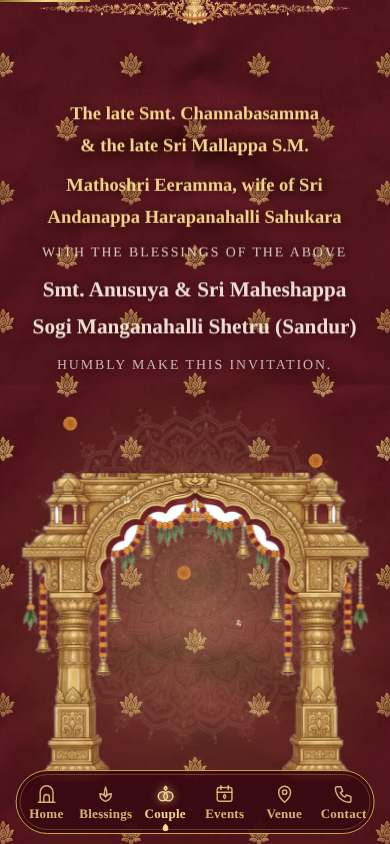 The late Smt. Channabasamma
& the late Sri Mallappa S.M.
Mathoshri Eeramma, wife of Sri
Andanappa Harapanahalli Sahukara
WITH THE BLESSINGS OF THE ABOVE
Smt. Anusuya & Sri Maheshappa
Sogi Manganahalli Shetru (Sandur)
HUMBLY MAKE THIS INVITATION.
Home Blessings Couple Events Venue Contact